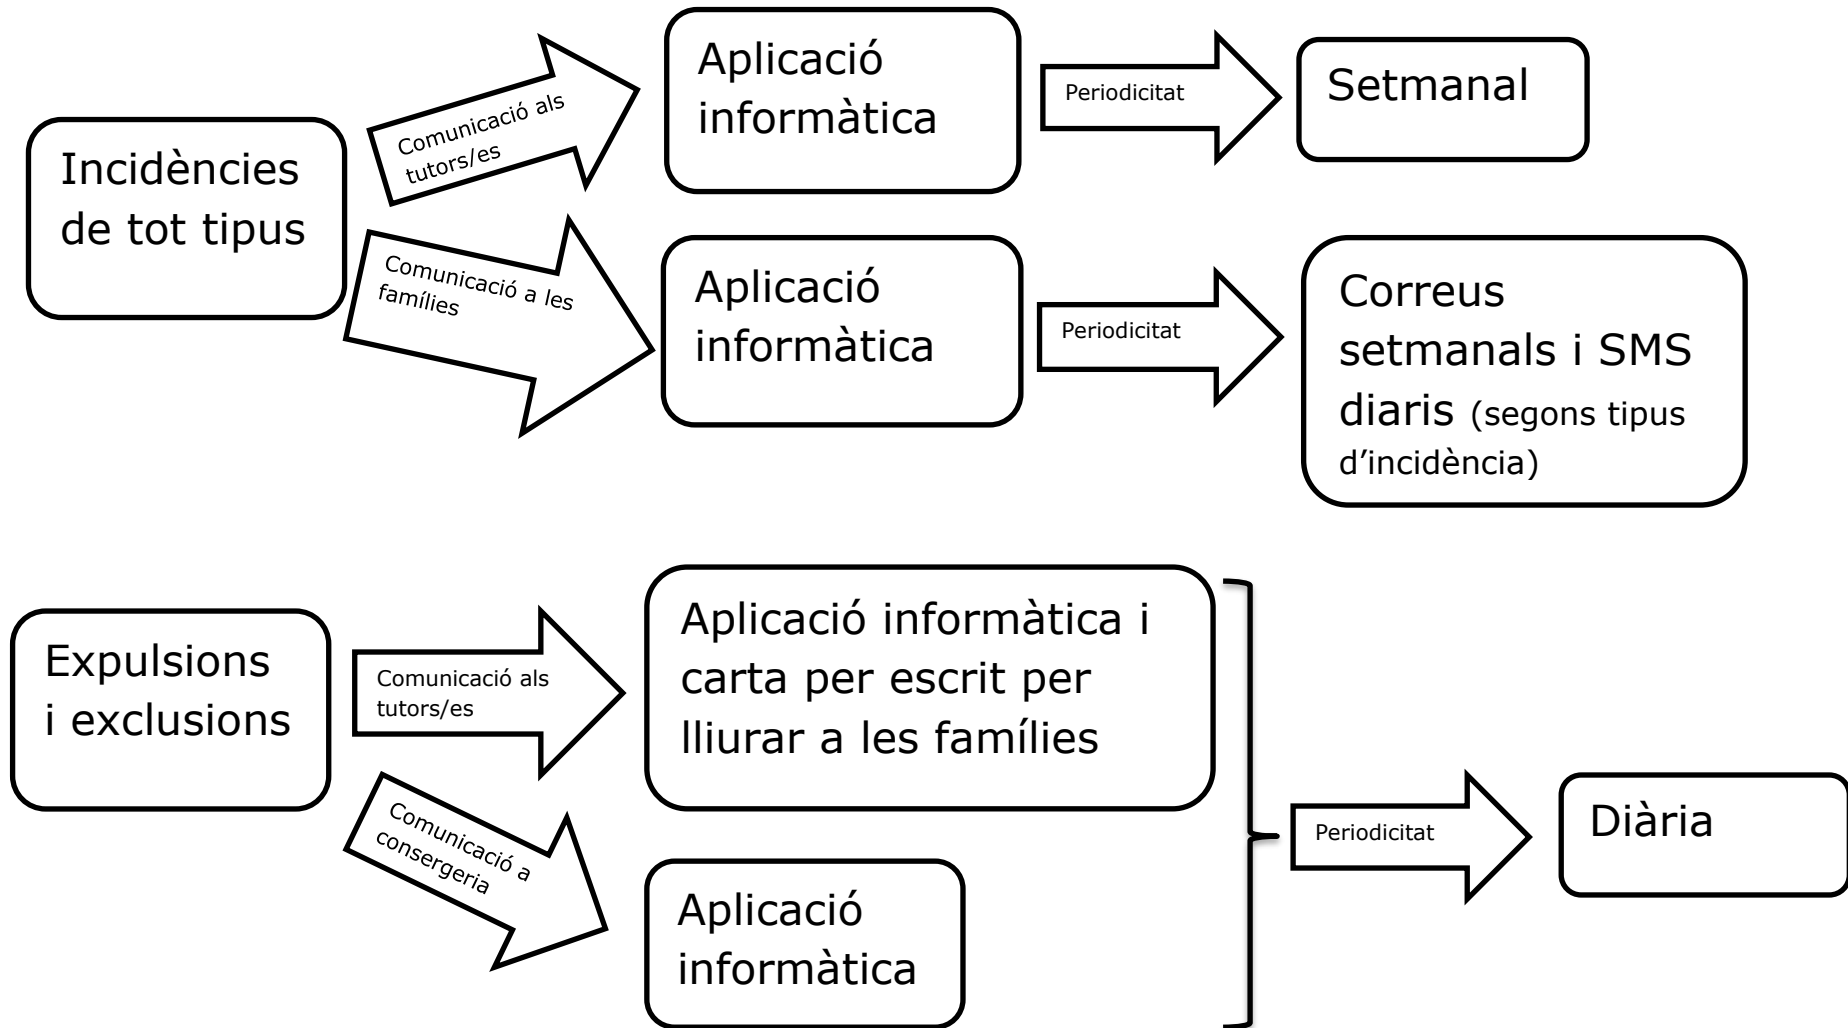 Incidències
de tot tipus
Comunicació als
tutors/es
Aplicació
informàtica
Periodicitat
Setmanal
Comunicació a les
famílies
Aplicació
informàtica
Periodicitat
Correus
setmanals i SMS
diaris (segons tipus
d’incidència)
Expulsions
i exclusions
Comunicació als
tutors/es
Aplicació informàtica i
carta per escrit per
lliurar a les famílies
Comunicació a
consergeria
Aplicació
informàtica
Periodicitat
Diària